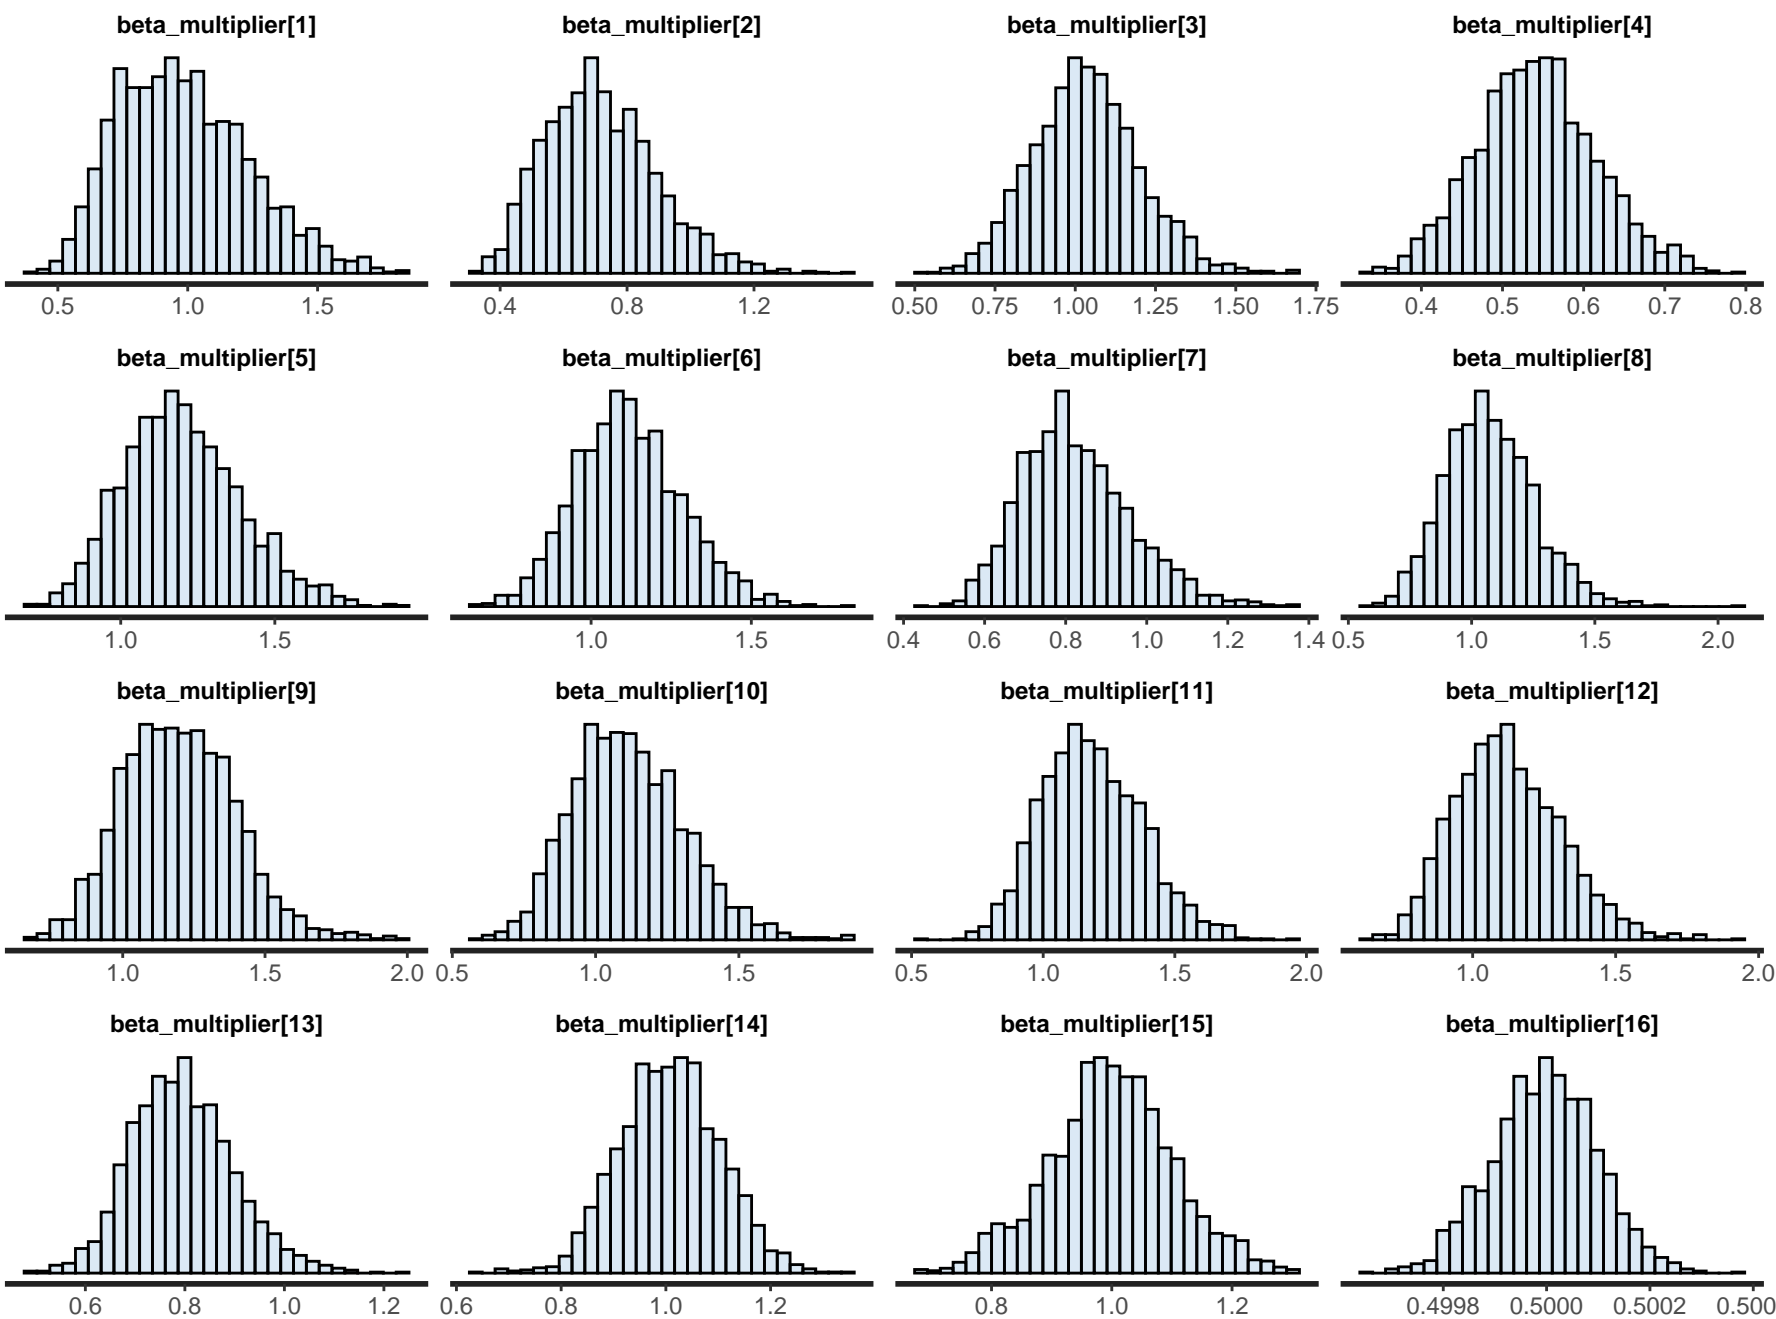 beta_multiplier[1] beta_multiplier[2] beta_multiplier[3] beta_multiplier[4]
0.5 1.0 1.5 0.4 0.8 1.2 0.50 0.75 1.00 1.25 1.50 1.75 0.4 0.5 0.6 0.7 0.8
beta_multiplier[5] beta_multiplier[6] beta_multiplier[7] beta_multiplier[8]
1.0 1.5 1.0 1.5 0.4 0.6 0.8 1.0 1.2 1.4 0.5 1.0 1.5 2.0
beta_multiplier[9] beta_multiplier[10] beta_multiplier[11] beta_multiplier[12]
1.0 1.5 2.0 0.5 1.0 1.5 0.5 1.0 1.5 2.0 1.0 1.5 2.0
beta_multiplier[13] beta_multiplier[14] beta_multiplier[15] beta_multiplier[16]
0.6 0.8 1.0 1.2 0.6 0.8 1.0 1.2 0.8 1.0 1.2 0.4998 0.5000 0.5002 0.500